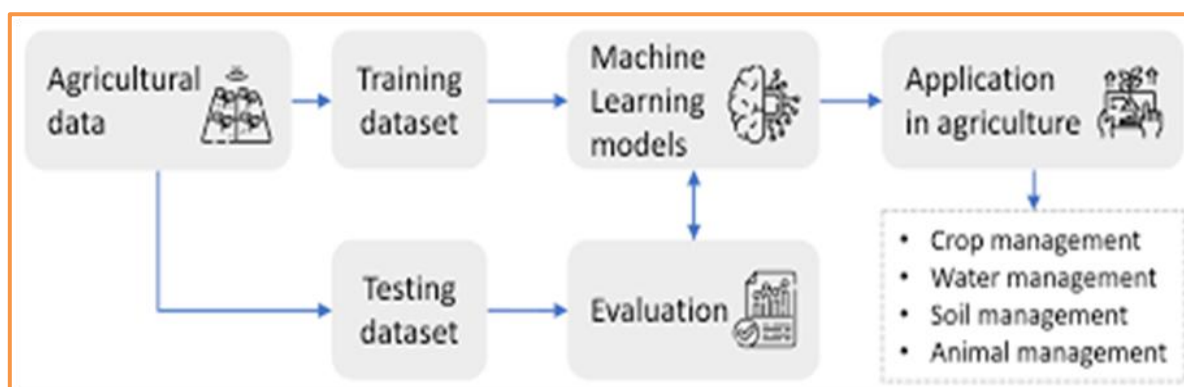 Agricultural
data
Training
dataset
Machine
Learning
models
Application
in agriculture
Testing
dataset
Evaluation
• Crop management
• Water management
• Soil management
• Animal management